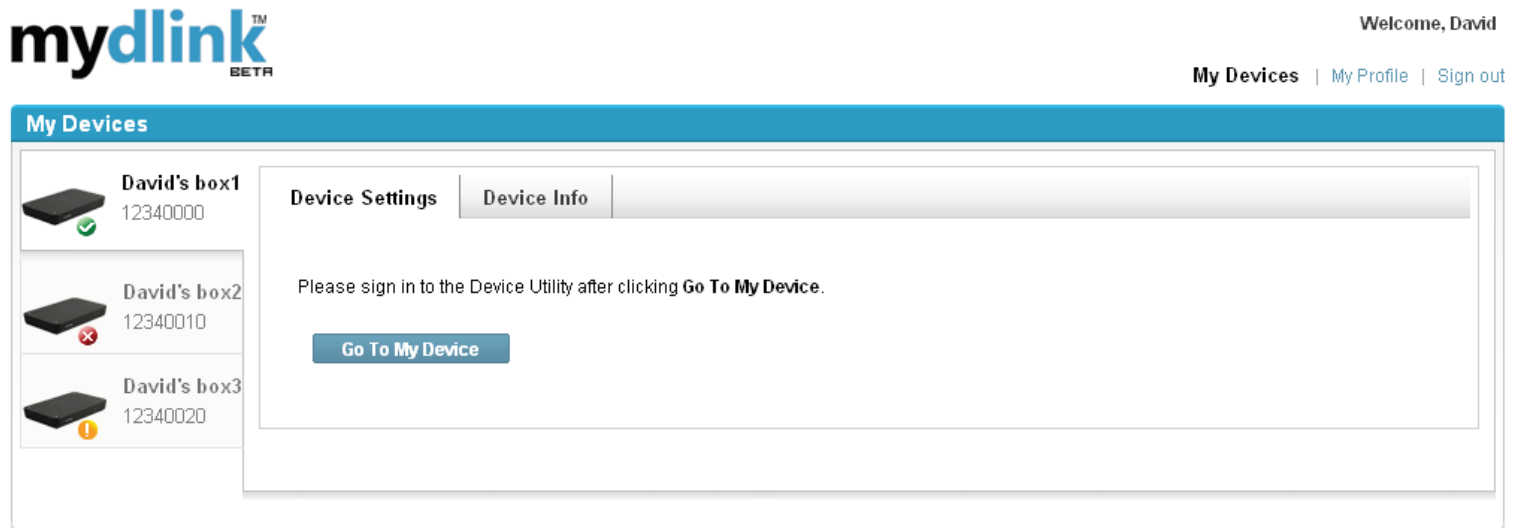 mydlink™
BETA
Welcome, David
My Devices | My Profile | Sign out
My Devices
David's box1
12340000
David's box2
12340010
David's box3
12340020
Device Settings
Device Info
Please sign in to the Device Utility after clicking Go To My Device.
Go To My Device